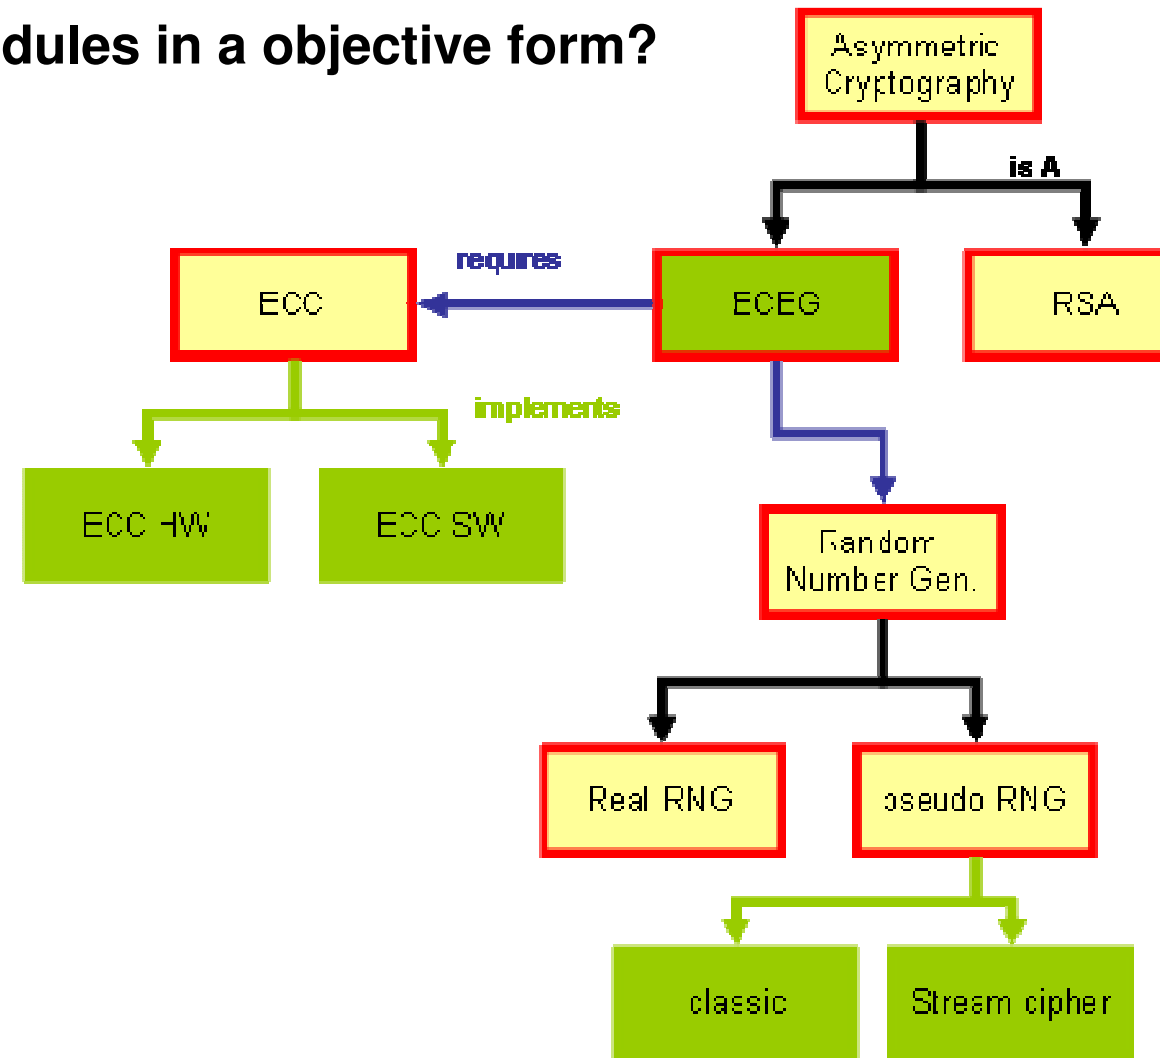 dules in a objective form?
Asymmetric
Cryptography
is A
requires
ECC
ECEG
RSA
implements
ECC HW
ECC SW
Random
Number Gen.
Real RNG
pseudo RNG
classic
Stream cipher